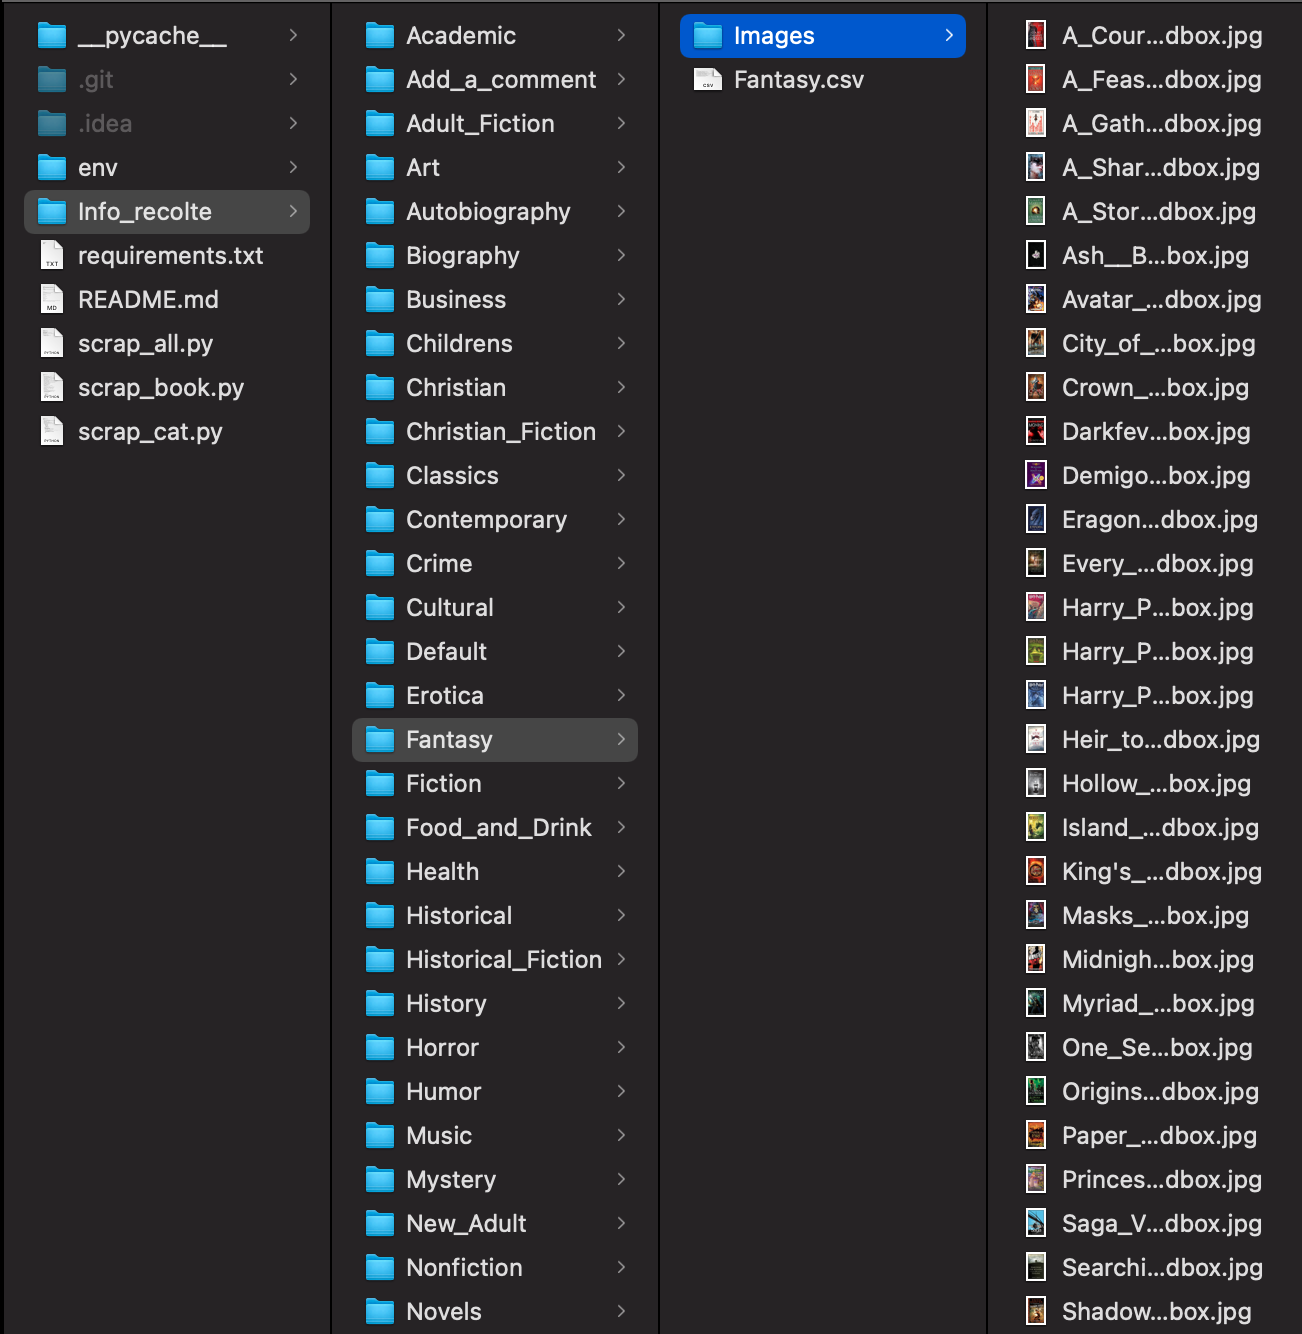 __pycache__
.git
.idea
env
Info_recolte
requirements.txt
README.md
scrap_all.py
scrap_book.py
scrap_cat.py
Academic
Add_a_comment
Adult_Fiction
Art
Autobiography
Biography
Business
Childrens
Christian
Christian_Fiction
Classics
Contemporary
Crime
Cultural
Default
Erotica
Fantasy
Fiction
Food_and_Drink
Health
Historical
Historical_Fiction
History
Horror
Humor
Music
Mystery
New_Adult
Nonfiction
Novels
Images
Fantasy.csv
A_Cour...dbox.jpg
A_Feas...dbox.jpg
A_Gath...dbox.jpg
A_Shar...dbox.jpg
A_Stor...dbox.jpg
Ash__B...box.jpg
Avatar_...dbox.jpg
City_of_...box.jpg
Crown_...box.jpg
Darkfev...box.jpg
Demigo...box.jpg
Eragon...dbox.jpg
Every_...dbox.jpg
Harry_P...box.jpg
Harry_P...box.jpg
Harry_P...box.jpg
Heir_to...dbox.jpg
Hollow_...box.jpg
Island_...dbox.jpg
King's_...dbox.jpg
Masks_...box.jpg
Midnigh...box.jpg
Myriad_...box.jpg
One_Se...box.jpg
Origins...dbox.jpg
Paper_...dbox.jpg
Princes...dbox.jpg
Saga_V...dbox.jpg
Searchi...dbox.jpg
Shadow...box.jpg